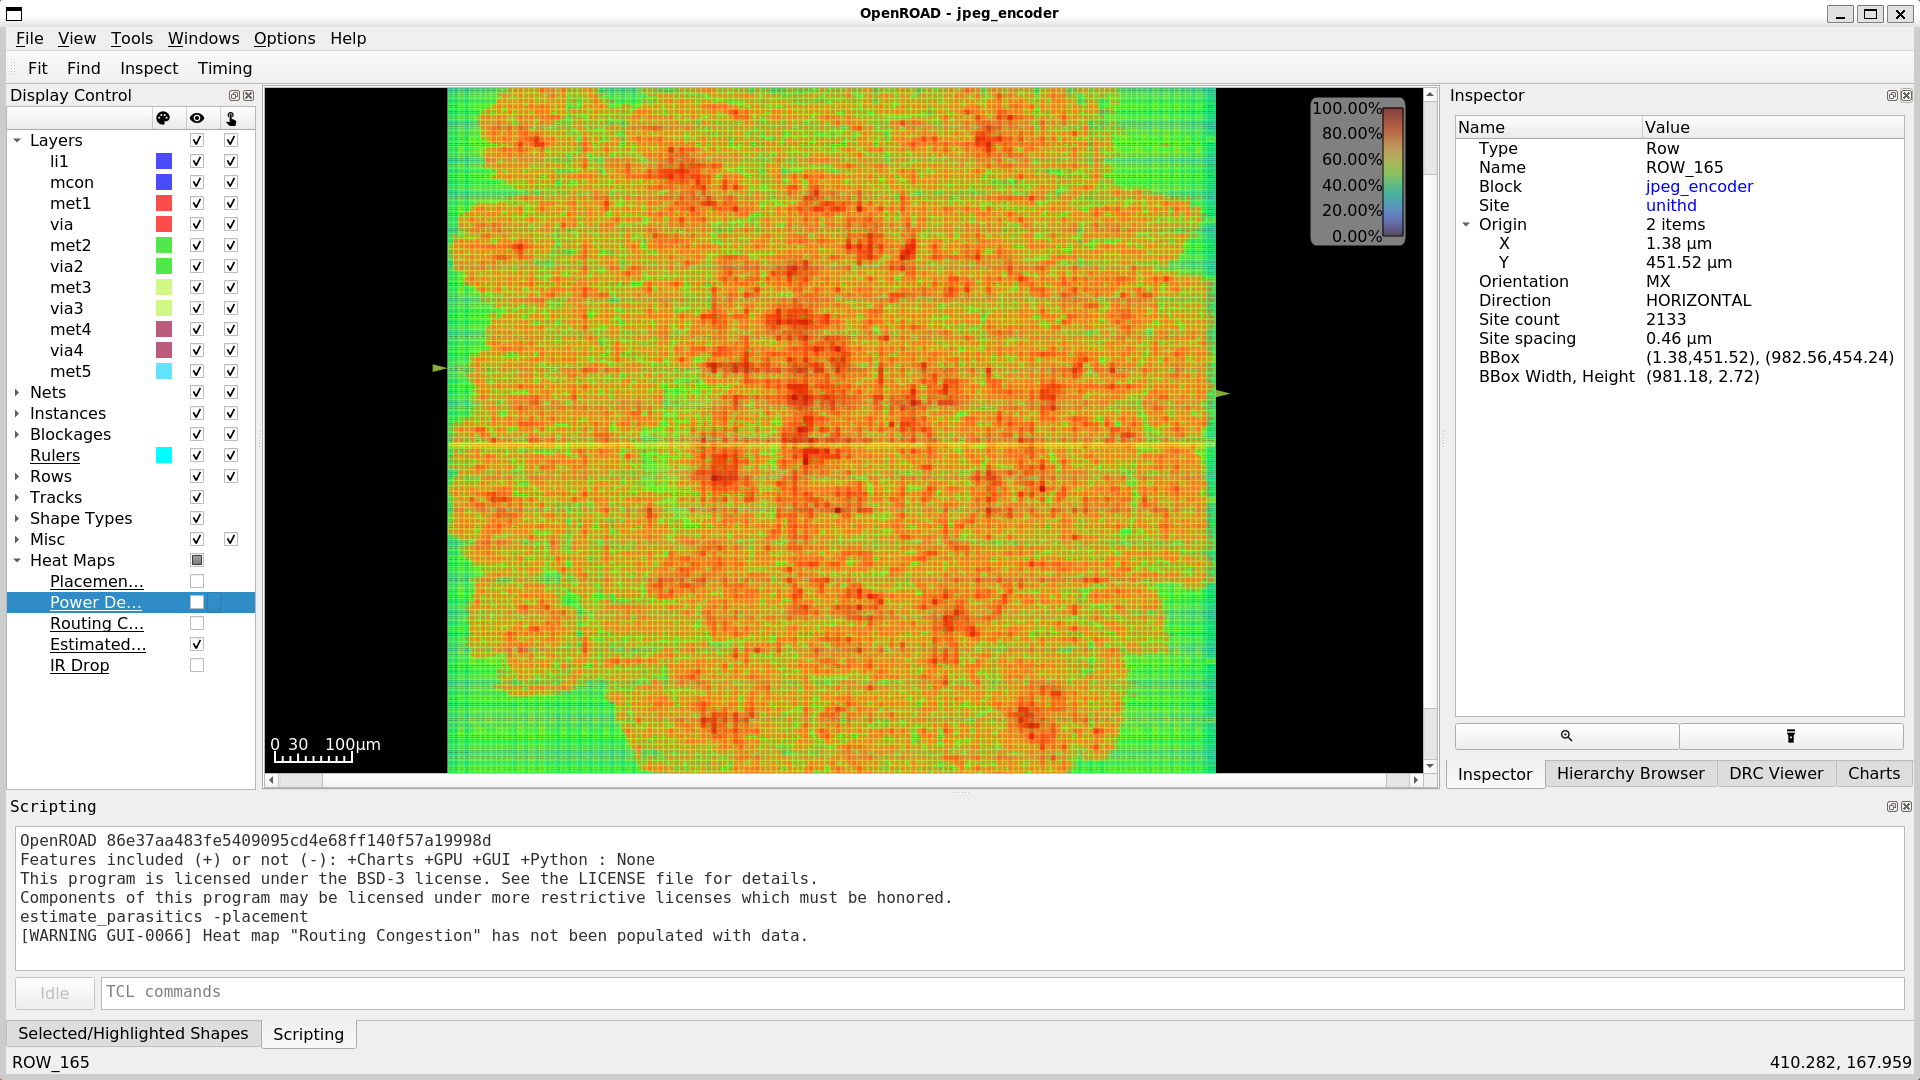 OpenROAD - jpeg_encoder
File View Tools Windows Options Help
Fit Find Inspect Timing
Display Control
Layers
li1
mcon
met1
via
met2
via2
met3
via3
met4
via4
met5
Nets
Instances
Blockages
Rulers
Rows
Tracks
Shape Types
Misc
Heat Maps
Placemen...
Power De...
Routing C...
Estimated...
IR Drop
100.00%
80.00%
60.00%
40.00%
20.00%
0.00%
0 30 100µm
Inspector
Name Value
Type Row
Name ROW_165
Block jpeg_encoder
Site unithd
Origin 2 items
X 1.38 µm
Y 451.52 µm
Orientation MX
Direction HORIZONTAL
Site count 2133
Site spacing 0.46 µm
BBox (1.38,451.52), (982.56,454.24)
BBox Width, Height (981.18, 2.72)
Inspector Hierarchy Browser DRC Viewer Charts
Scripting
OpenROAD 86e37aa483fe5409095cd4e68ff140f57a19998d
Features included (+) or not (-): +Charts +GPU +GUI +Python : None
This program is licensed under the BSD-3 license. See the LICENSE file for details.
Components of this program may be licensed under more restrictive licenses which must be honored.
estimate_parasitics -placement
[WARNING GUI-0066] Heat map "Routing Congestion" has not been populated with data.
Idle TCL commands
Selected/Highlighted Shapes Scripting
ROW_165 410.282, 167.959